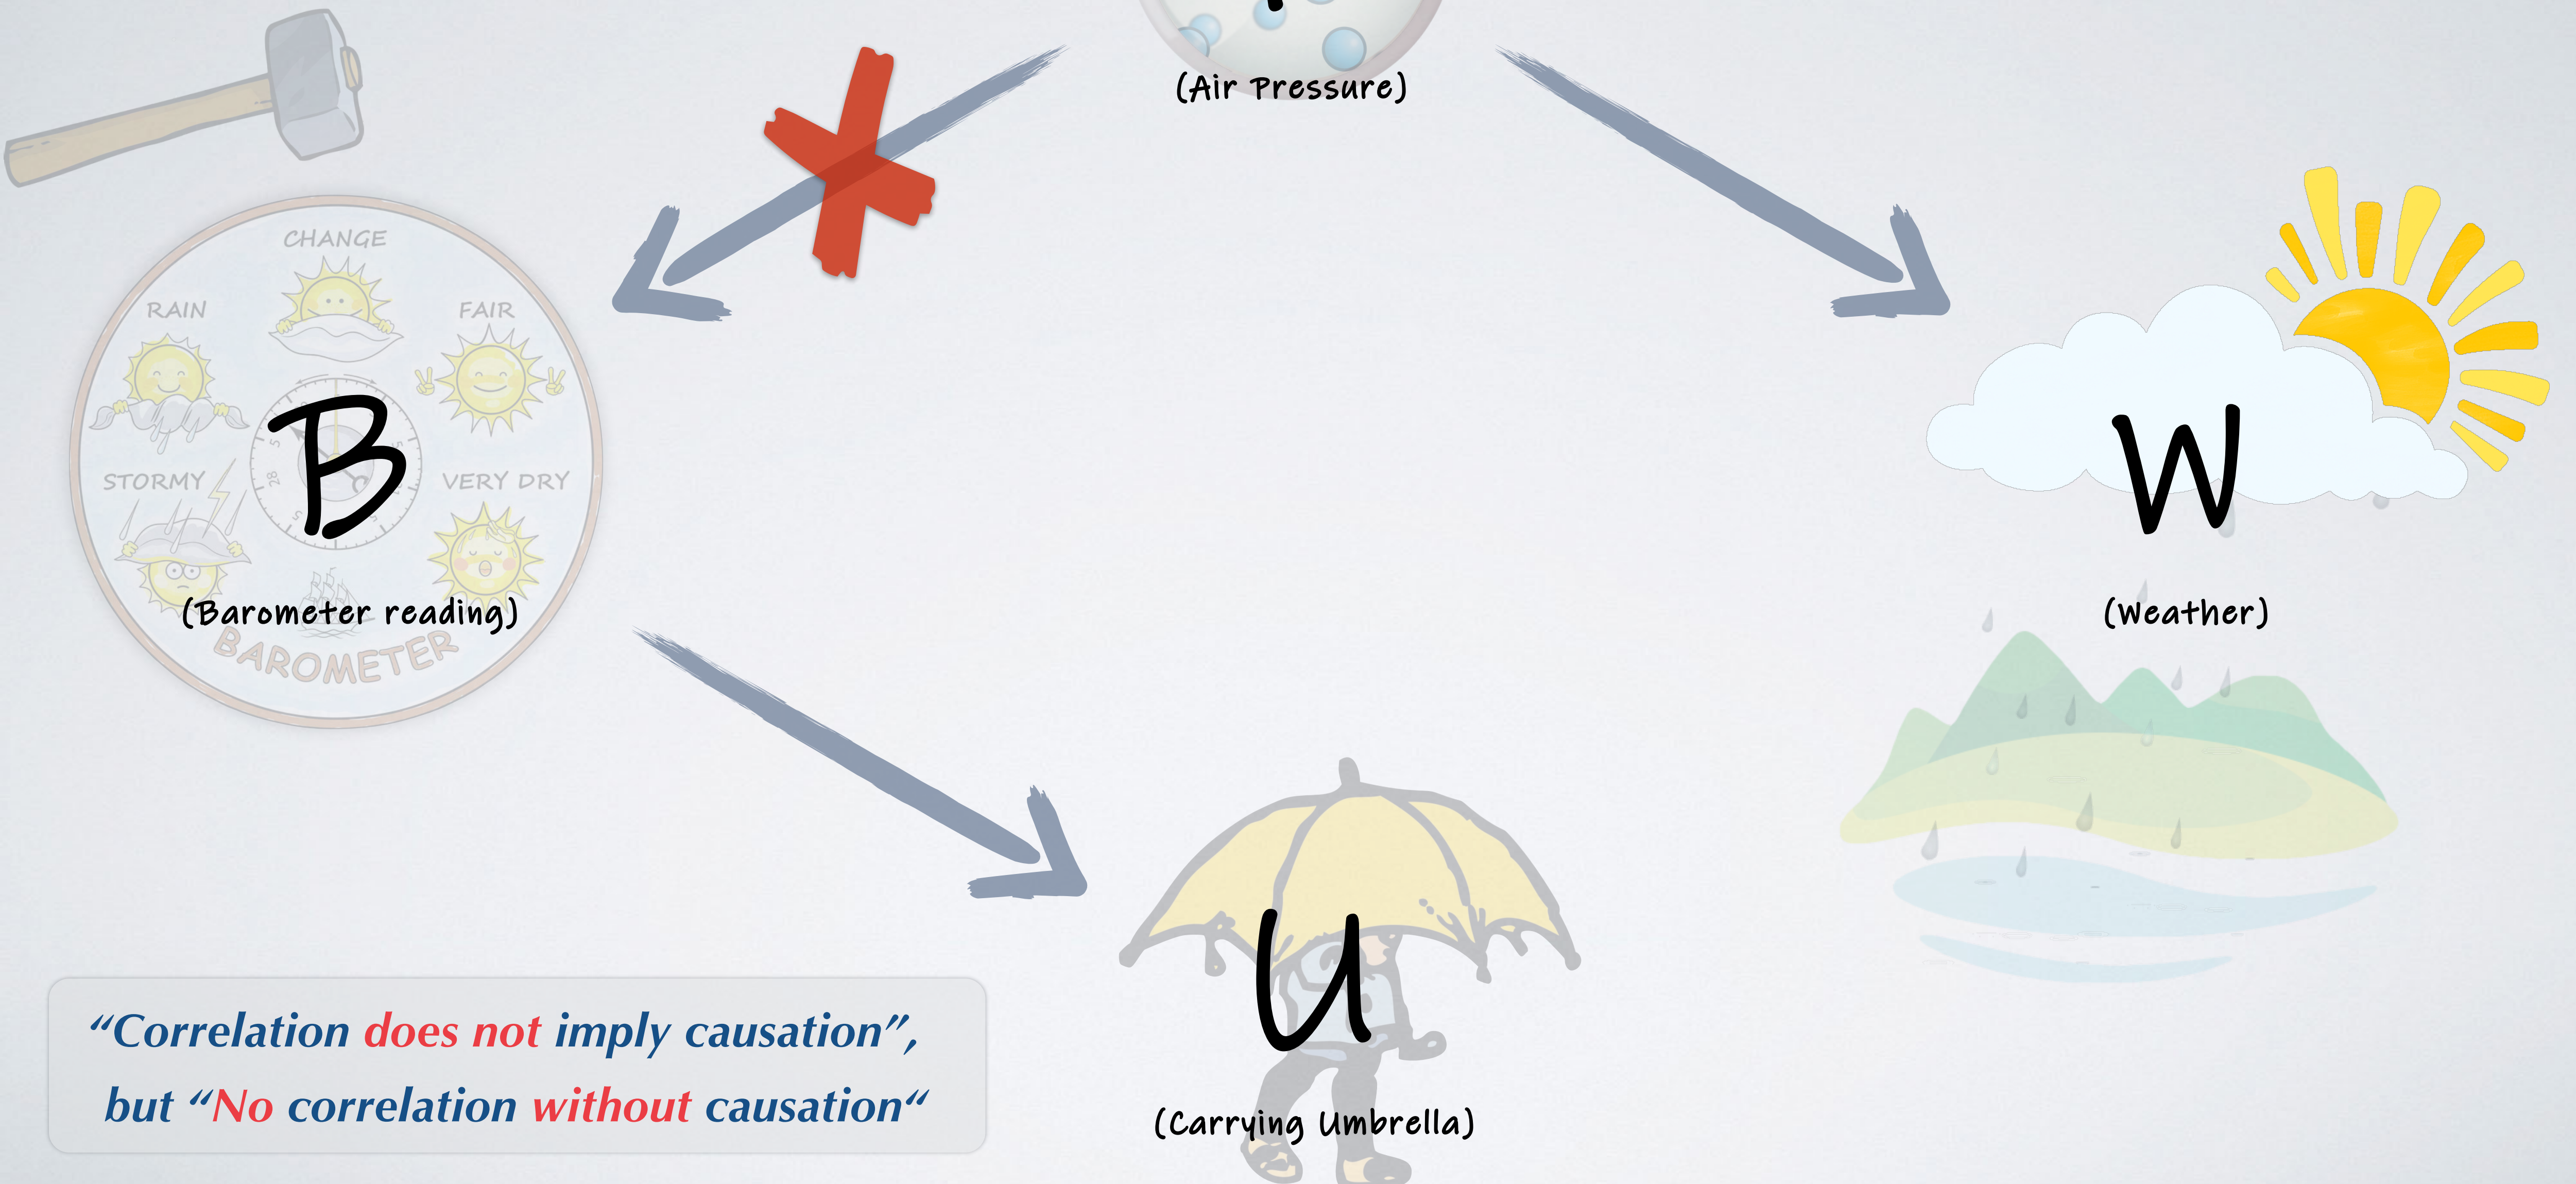 (Air Pressure)
CHANGE
RAIN
FAIR
B
STORMY
VERY DRY
(Barometer reading)
BAROMETER
W
(Weather)
U
(Carrying Umbrella)
“Correlation does not imply causation”,
but “No correlation without causation“